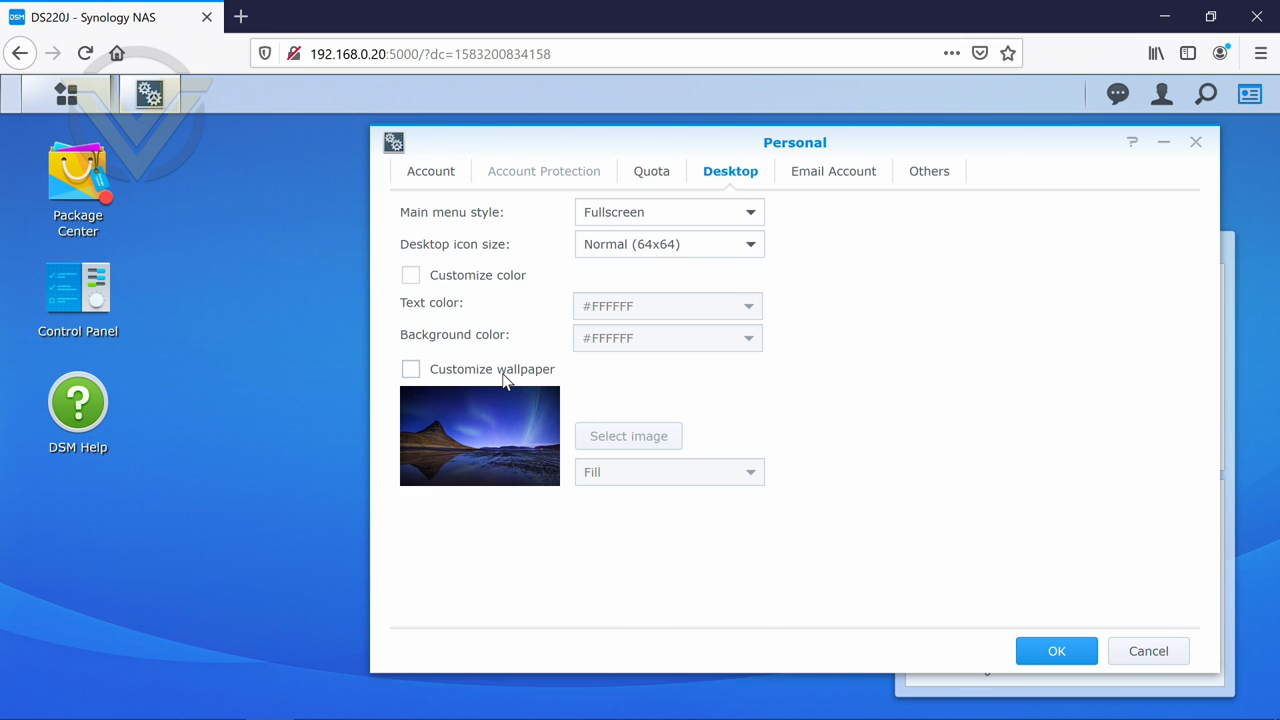 DSM DS220J - Synology NAS
192.168.0.20:5000/?dc=1583200834158
Package
Center
Control Panel
DSM Help
Personal
Account Account Protection Quota Desktop Email Account Others
Main menu style: Fullscreen
Desktop icon size: Normal (64x64)
Customize color
Text color: #FFFFFF
Background color: #FFFFFF
Customize wallpaper
Select image
Fill
OK Cancel